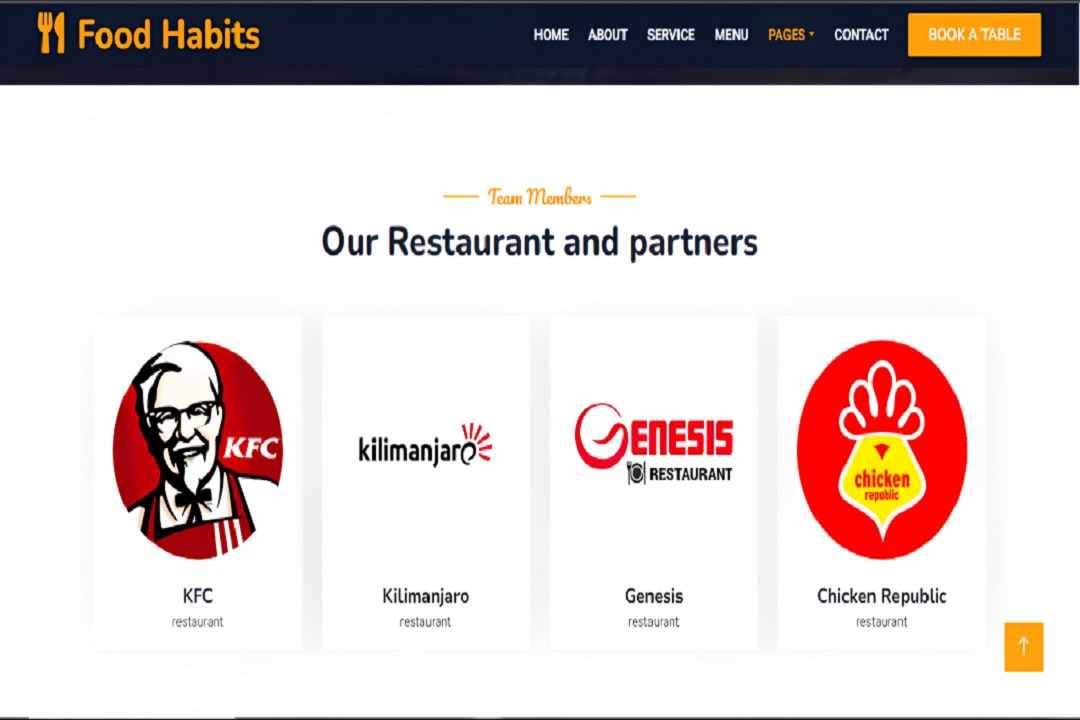 Food Habits
HOME ABOUT SERVICE MENU PAGES CONTACT BOOK A TABLE
Team Members
Our Restaurant and partners
KFC
kilimanjaro
GENESIS
RESTAURANT
chicken
republic
KFC Kilimanjaro Genesis Chicken Republic
restaurant restaurant restaurant restaurant